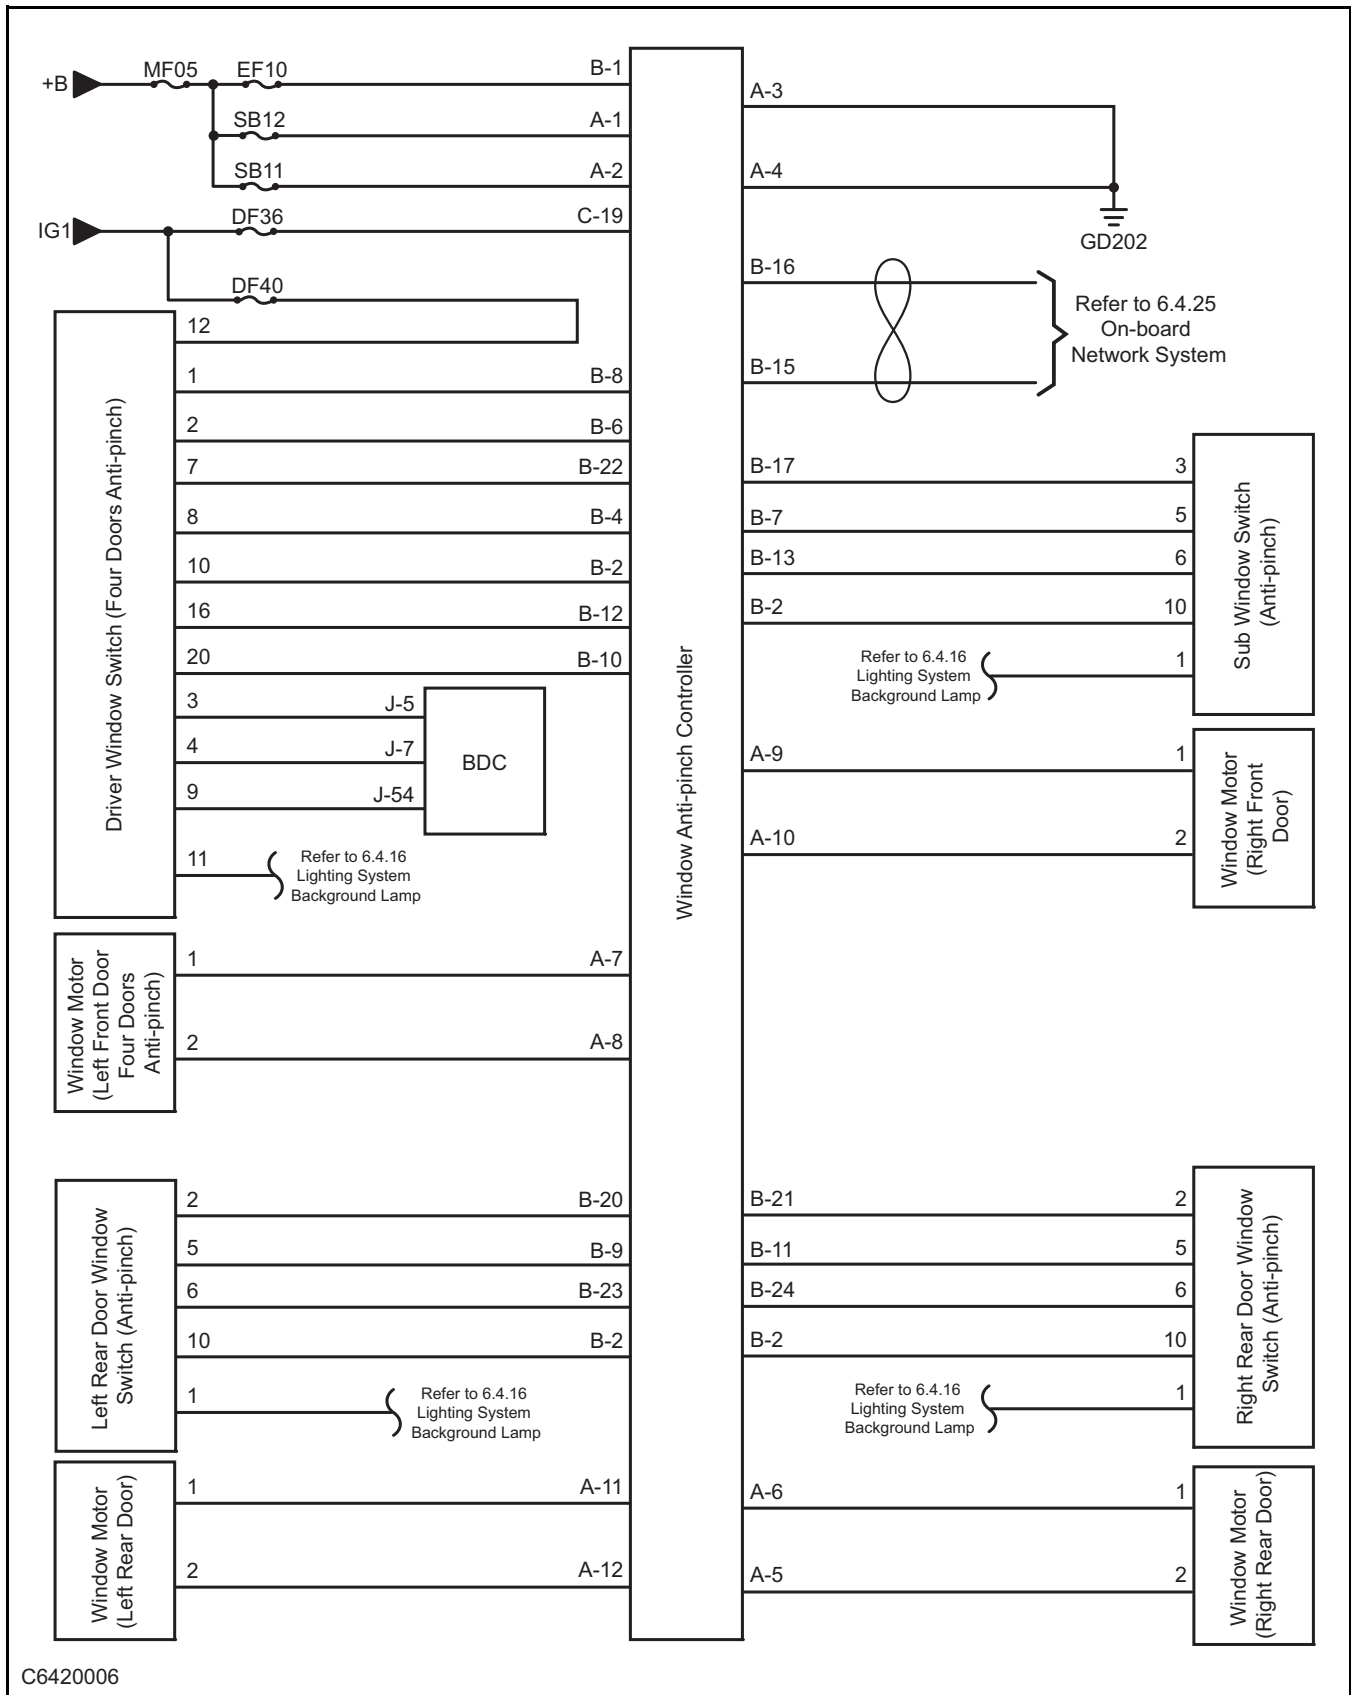 +B
MF05
EF10
B-1
SB12
A-1
SB11
A-2
IG1
DF36
C-19
DF40
A-3
A-4
GD202
B-16
B-15
Refer to 6.4.25
On-board
Network System
Driver Window Switch (Four Doors Anti-pinch)
12
1
B-8
2
B-6
7
B-22
8
B-4
10
B-2
16
B-12
20
B-10
3
J-5
4
J-7
9
J-54
BDC
11
Refer to 6.4.16
Lighting System
Background Lamp
Window Anti-pinch Controller
B-17
3
B-7
5
B-13
6
B-2
10
Refer to 6.4.16
Lighting System
Background Lamp
1
Sub Window Switch
(Anti-pinch)
A-9
1
A-10
2
Window Motor
(Right Front
Door)
Window Motor
(Left Front Door
Four Doors
Anti-pinch)
1
A-7
2
A-8
Left Rear Door Window
Switch (Anti-pinch)
2
B-20
5
B-9
6
B-23
10
B-2
1
Refer to 6.4.16
Lighting System
Background Lamp
B-21
2
B-11
5
B-24
6
B-2
10
Refer to 6.4.16
Lighting System
Background Lamp
1
Right Rear Door Window
Switch (Anti-pinch)
Window Motor
(Left Rear Door)
1
A-11
2
A-12
A-6
1
A-5
2
Window Motor
(Right Rear Door)
C6420006